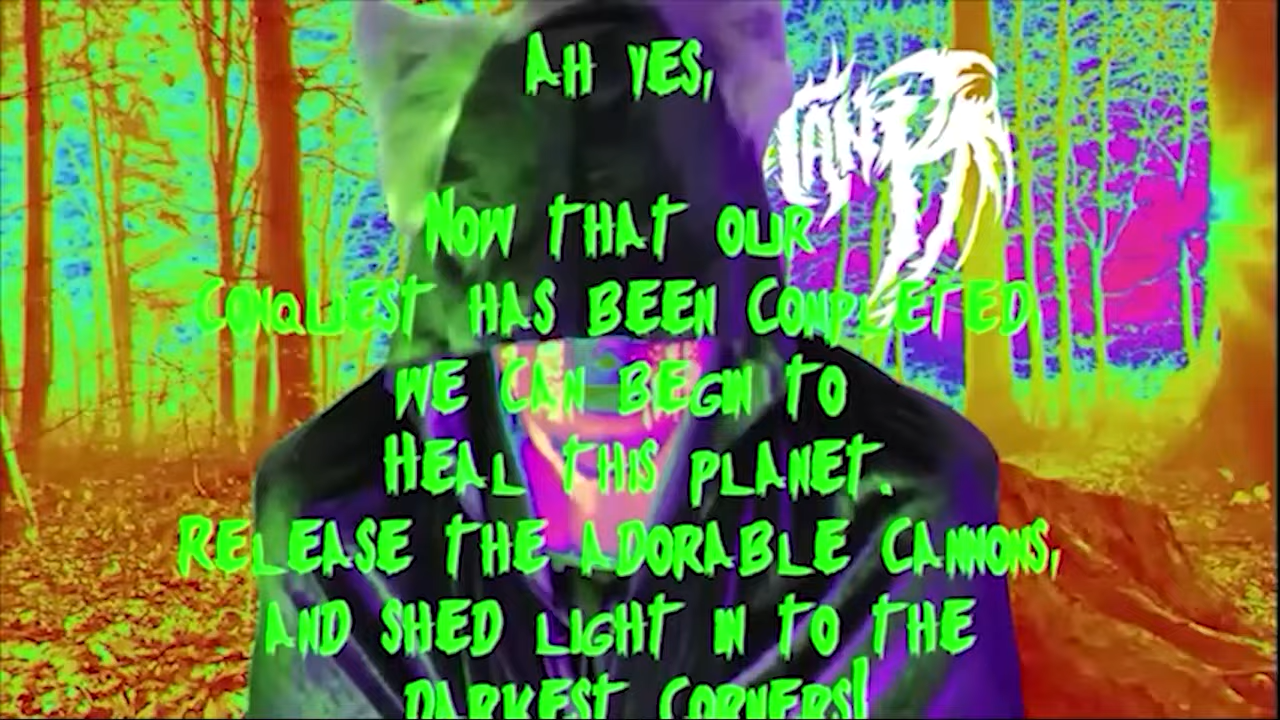 Ah yes,
Now that our
conquest has been completed
we can begin to
Heal this planet.
Release the adorable cannons,
and shed light in to the
darkest corners!